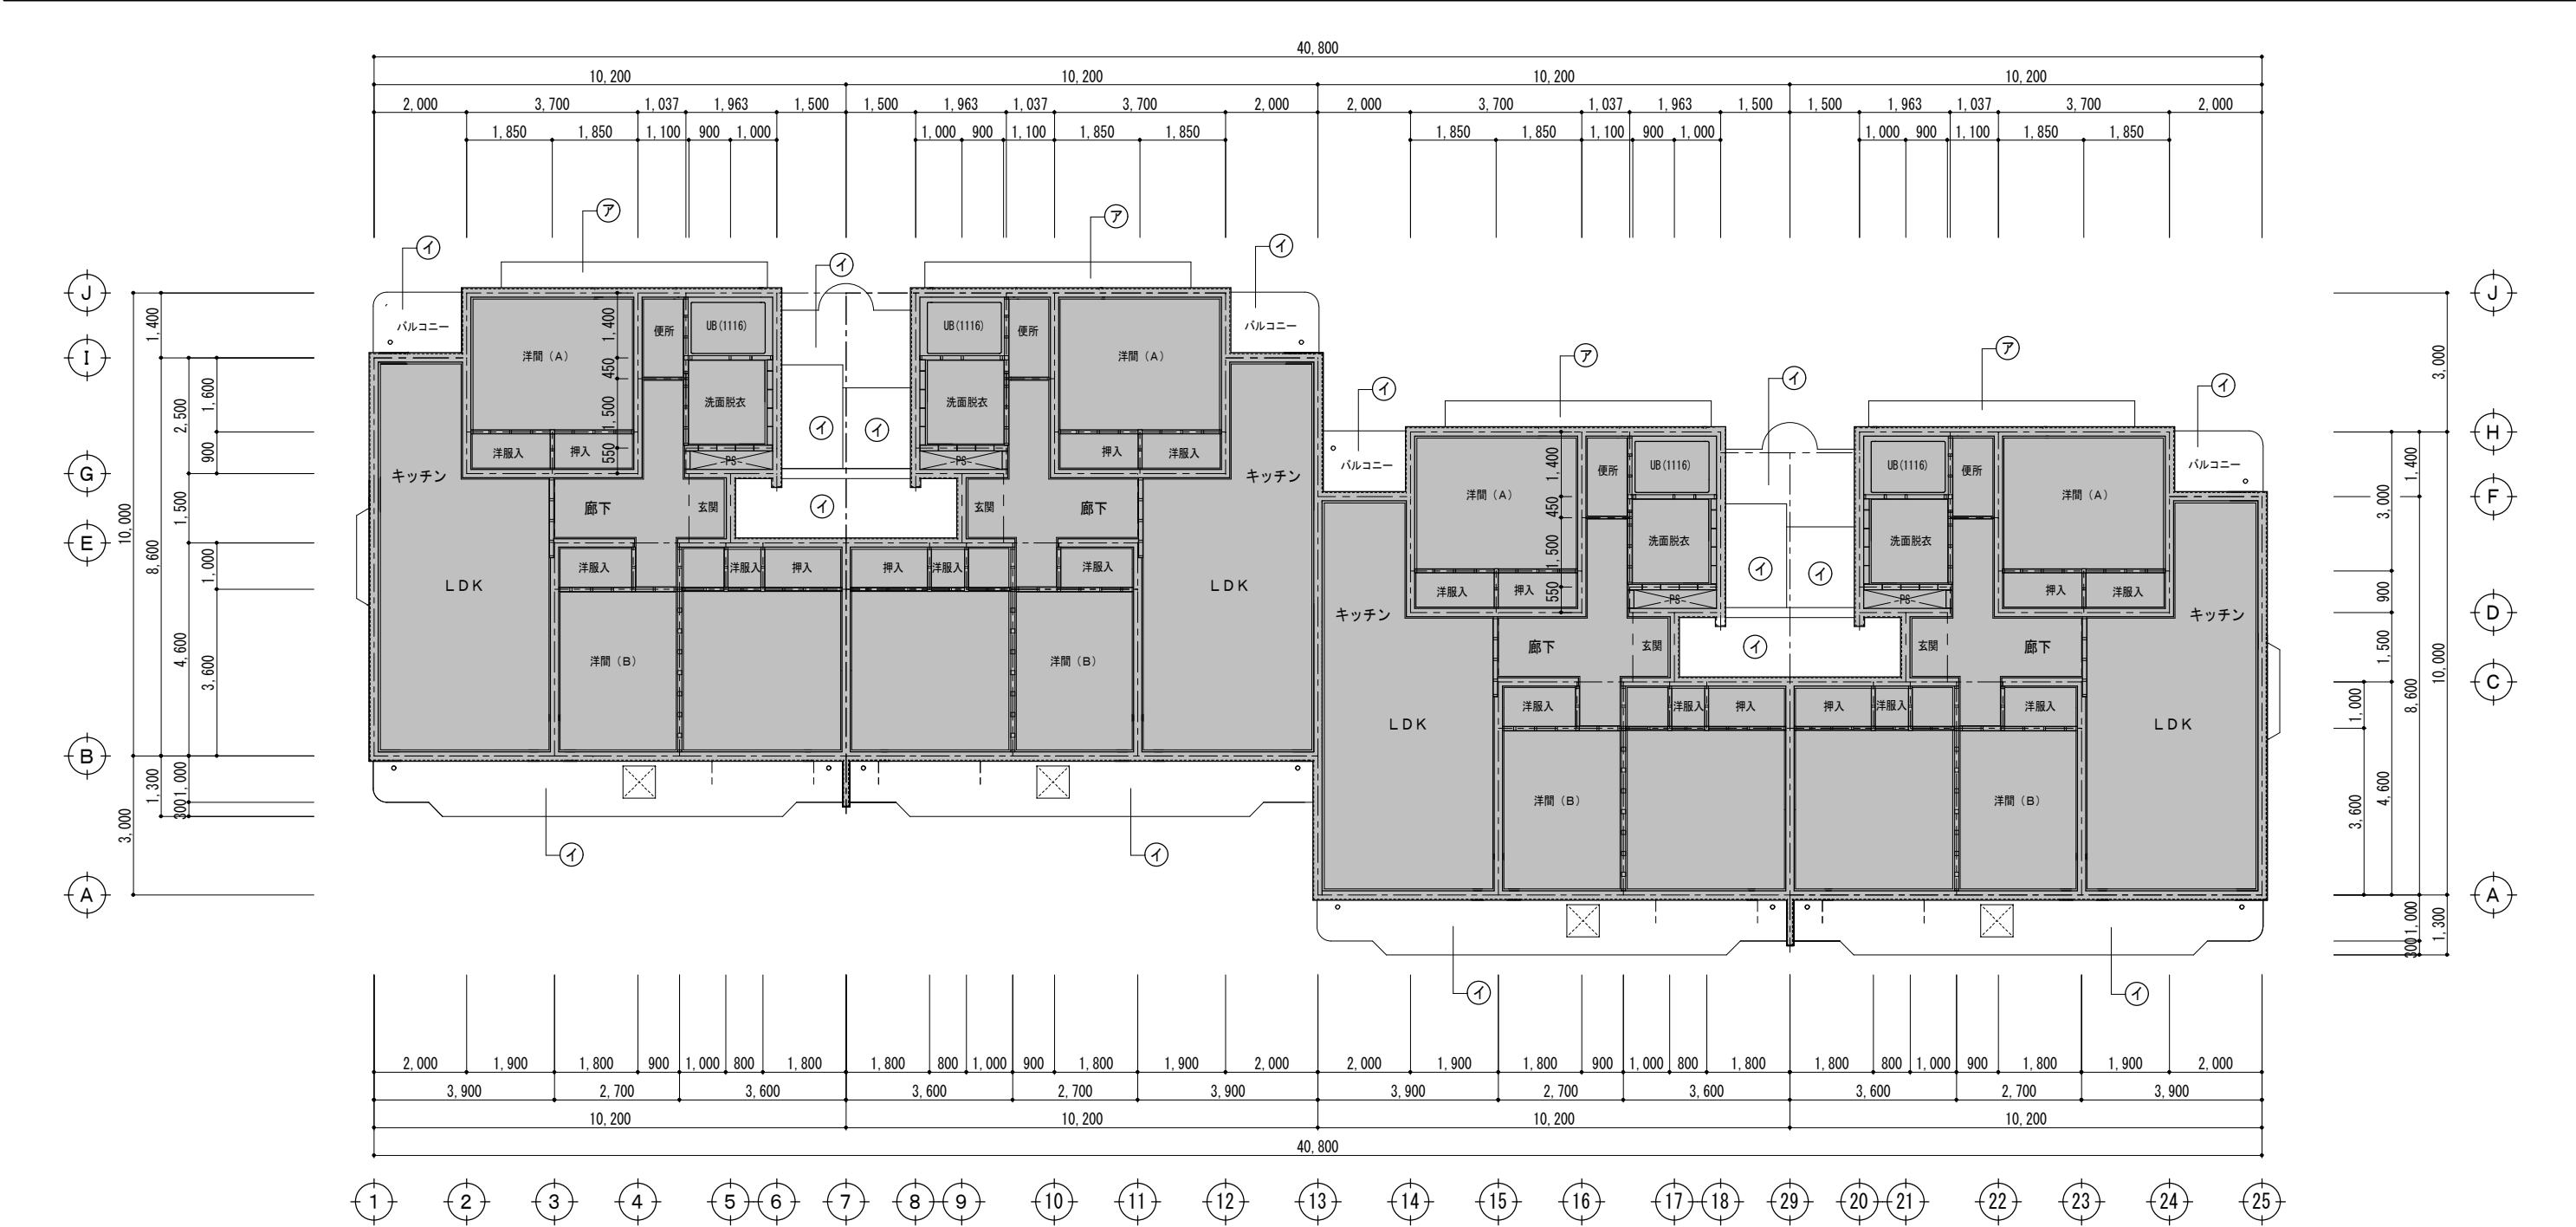 40,800
10,200 10,200 10,200 10,200
2,000 3,700 1,037 1,963 1,500 1,500 1,963 1,037 3,700 2,000 2,000 3,700 1,037 1,963 1,500 1,500 1,963 1,037 3,700 2,000
1,850 1,850 1,100 900 1,000 1,000 900 1,100 1,850 1,850 1,850 1,850 1,100 900 1,000 1,000 900 1,100 1,850 1,850
ア ア
イ イ イ
J J
1,400 1,400 3,000
バルコニー 便所 UB(1116) UB(1116) 便所 バルコニー
I 洋間(A) 洋間(A)
ア ア
イ イ イ
450
1,600 2,500
洗面脱衣 洗面脱衣
1,500
イ イ
H
900 550
洋服入 押入 押入 洋服入
PS PS
バルコニー 便所 UB(1116) UB(1116) 便所 バルコニー
1,400 1,400
G キッチン キッチン
洋間(A) 洋間(A)
F
1,500 450 3,000
廊下 玄関 イ 玄関 廊下
10,000
E
洗面脱衣 洗面脱衣
1,500
8,600 1,000
洋服入 洋服入 押入 押入 洋服入 洋服入
イ イ
LDK LDK
洋服入 押入 押入 洋服入
550 900
PS PS
キッチン キッチン
D
4,600 3,600
廊下 玄関 イ 玄関 廊下
1,500
洋間(B) 洋間(B)
10,000
C
洋服入 洋服入 押入 押入 洋服入 洋服入
1,000 8,600
LDK LDK
B
1,300 1,000
300
3,000
洋間(B) 洋間(B)
3,600 4,600
イ イ
A A
1,000 1,300
300
イ イ
2,000 1,900 1,800 900 1,000 800 1,800 1,800 800 1,000 900 1,800 1,900 2,000 2,000 1,900 1,800 900 1,000 800 1,800 1,800 800 1,000 900 1,800 1,900 2,000
3,900 2,700 3,600 3,600 2,700 3,900 3,900 2,700 3,600 3,600 2,700 3,900
10,200 10,200 10,200 10,200
40,800
1 2 3 4 5 6 7 8 9 10 11 12 13 14 15 16 17 18 29 20 21 22 23 24 25